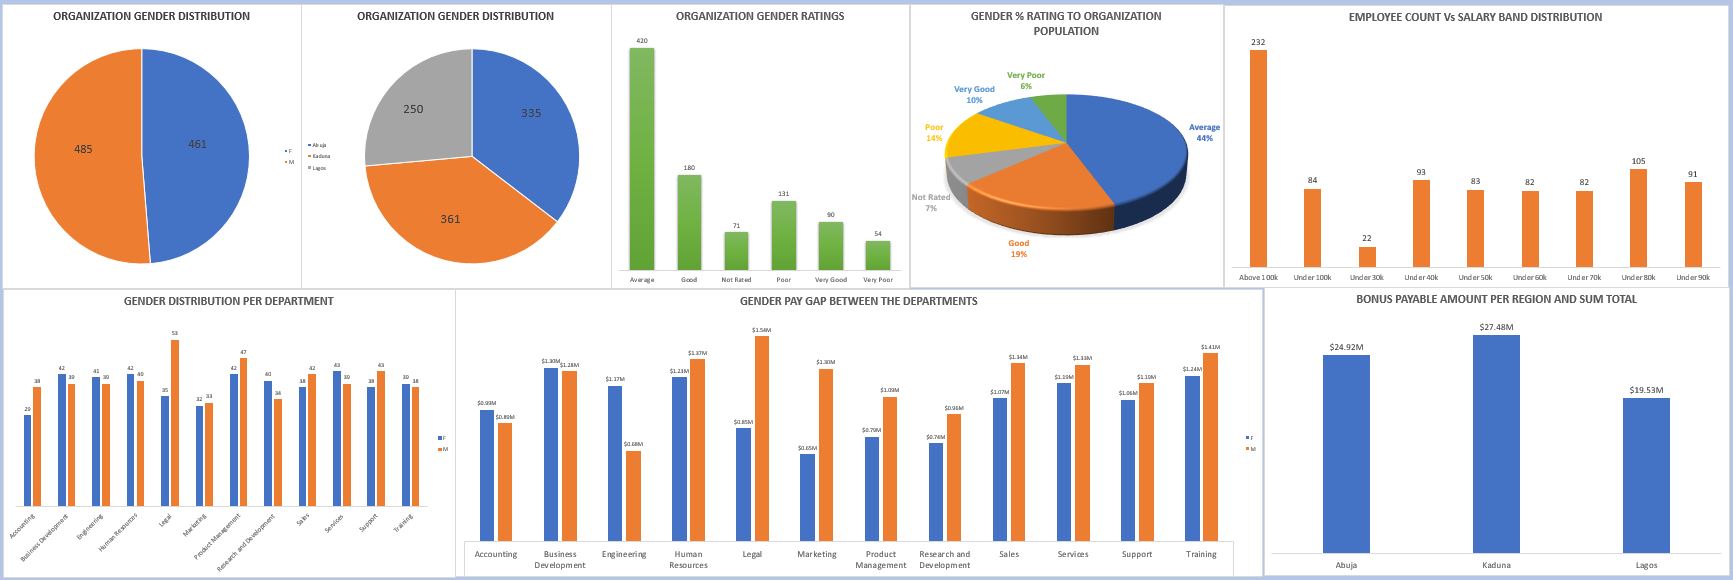 ORGANIZATION GENDER DISTRIBUTION
485
461
F
M
ORGANIZATION GENDER DISTRIBUTION
250
335
361
Abuja
Kaduna
Lagos
ORGANIZATION GENDER RATINGS
420
180
71
131
90
54
Average
Good
Not Rated
Poor
Very Good
Very Poor
GENDER % RATING TO ORGANIZATION
POPULATION
Very Poor
6%
Very Good
10%
Poor
14%
Average
44%
Not Rated
7%
Good
19%
EMPLOYEE COUNT Vs SALARY BAND DISTRIBUTION
232
84
22
93
83
82
82
105
91
Above 100k
Under 100k
Under 30k
Under 40k
Under 50k
Under 60k
Under 70k
Under 80k
Under 90k
GENDER DISTRIBUTION PER DEPARTMENT
29
38
42
39
41
39
42
40
35
53
32
33
42
47
40
34
38
42
43
39
38
43
39
38
Accounting
Business Development
Engineering
Human Resources
Legal
Marketing
Product Management
Research and Development
Sales
Services
Support
Training
F
M
GENDER PAY GAP BETWEEN THE DEPARTMENTS
$0.99M
$0.89M
$1.30M
$1.28M
$1.17M
$0.68M
$1.23M
$1.37M
$0.85M
$1.54M
$0.65M
$1.30M
$0.79M
$1.09M
$0.74M
$0.96M
$1.07M
$1.34M
$1.19M
$1.33M
$1.06M
$1.19M
$1.24M
$1.41M
Accounting
Business
Development
Engineering
Human
Resources
Legal
Marketing
Product
Management
Research and
Development
Sales
Services
Support
Training
F
M
BONUS PAYABLE AMOUNT PER REGION AND SUM TOTAL
$24.92M
$27.48M
$19.53M
Abuja
Kaduna
Lagos